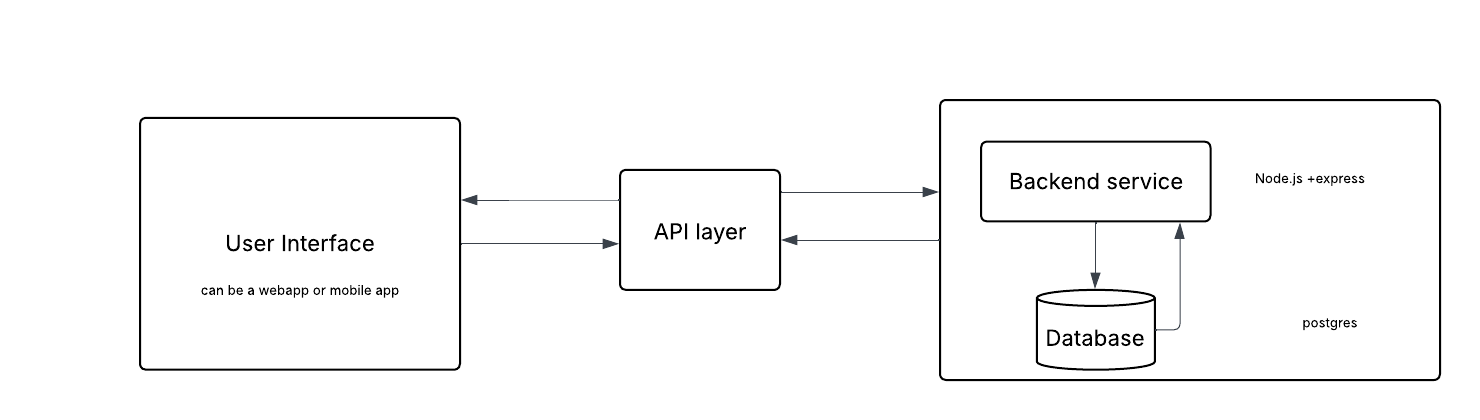 User Interface
can be a webapp or mobile app
API layer
Backend service
Node.js +express
Database
postgres